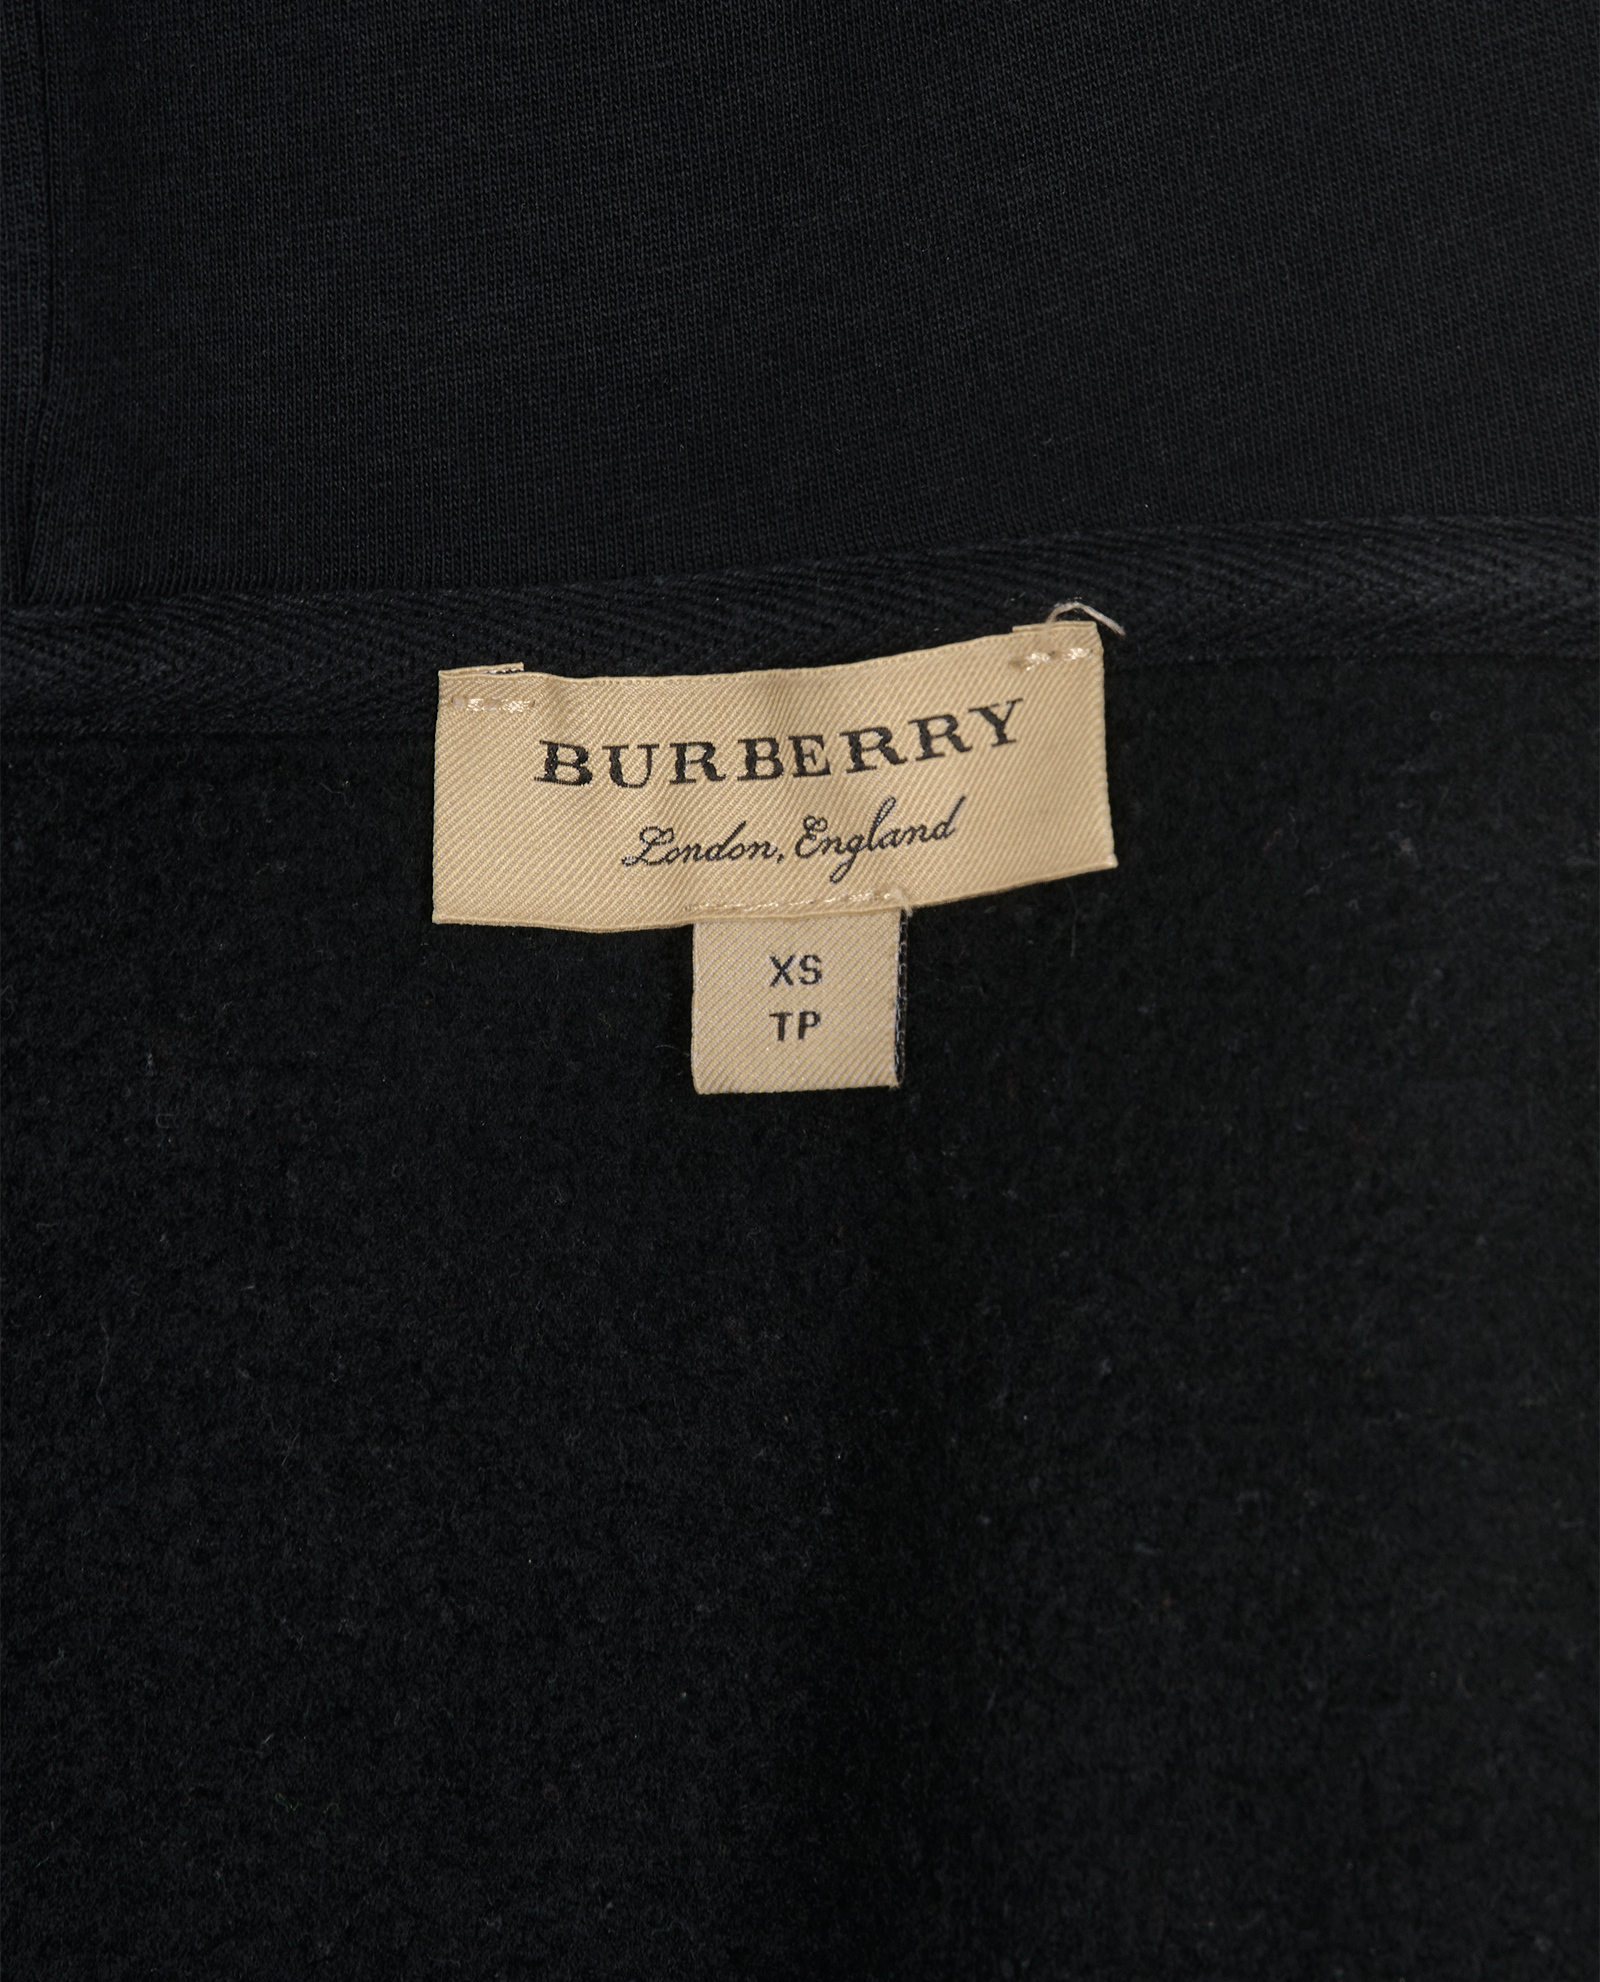 BURBERRY
London, England
XS
TP